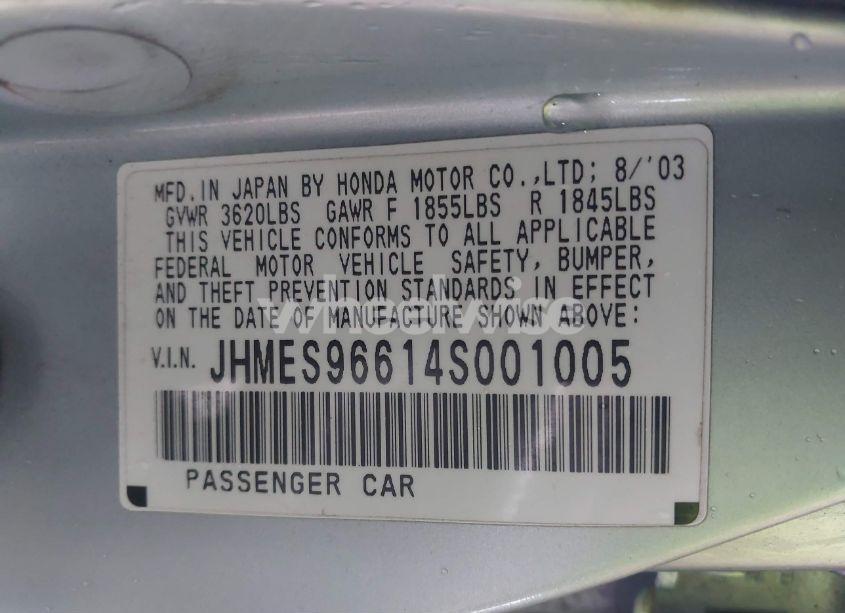 MFD.IN JAPAN BY HONDA MOTOR CO.,LTD; 8/'03
GVWR 3620LBS GAWR F 1855LBS R 1845LBS
THIS VEHICLE CONFORMS TO ALL APPLICABLE
FEDERAL MOTOR VEHICLE SAFETY, BUMPER,
AND THEFT PREVENTION STANDARDS IN EFFECT
wheelwise
ON THE DATE OF MANUFACTURE SHOWN ABOVE:
V.I.N. JHMES96614S001005
PASSENGER CAR